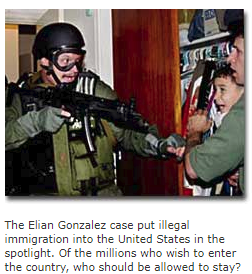 The Elian Gonzalez case put illegal
immigration into the United States in the
spotlight. Of the millions who wish to enter
the country, who should be allowed to stay?